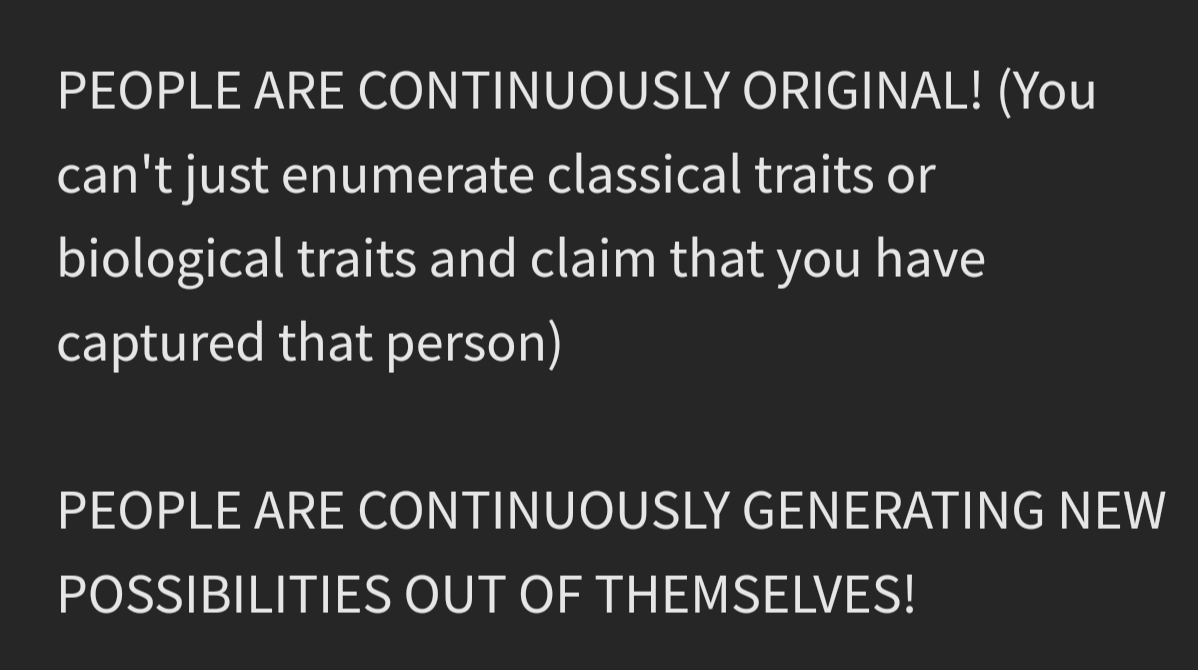 PEOPLE ARE CONTINUOUSLY ORIGINAL! (You
can't just enumerate classical traits or
biological traits and claim that you have
captured that person)
PEOPLE ARE CONTINUOUSLY GENERATING NEW
POSSIBILITIES OUT OF THEMSELVES!